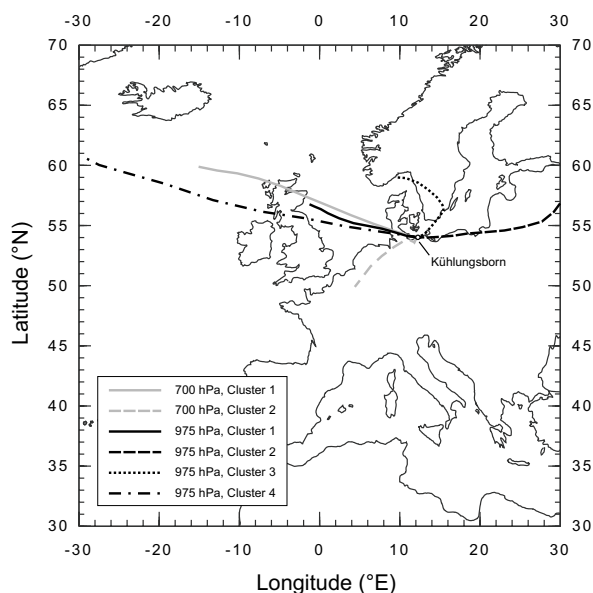 -30 -20 -10 0 10 20 30
70 70
65 65
60 60
55 55
50 50
45 45
40 40
35 35
30 30
-30 -20 -10 0 10 20 30
Latitude (°N)
Longitude (°E)
Kühlungsborn
700 hPa, Cluster 1
700 hPa, Cluster 2
975 hPa, Cluster 1
975 hPa, Cluster 2
975 hPa, Cluster 3
975 hPa, Cluster 4